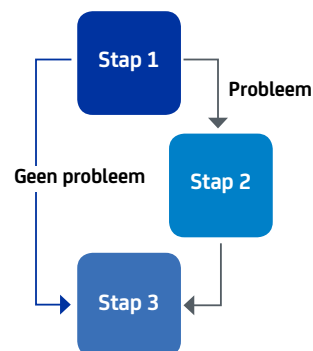 Stap 1
Probleem
Geen probleem
Stap 2
Stap 3